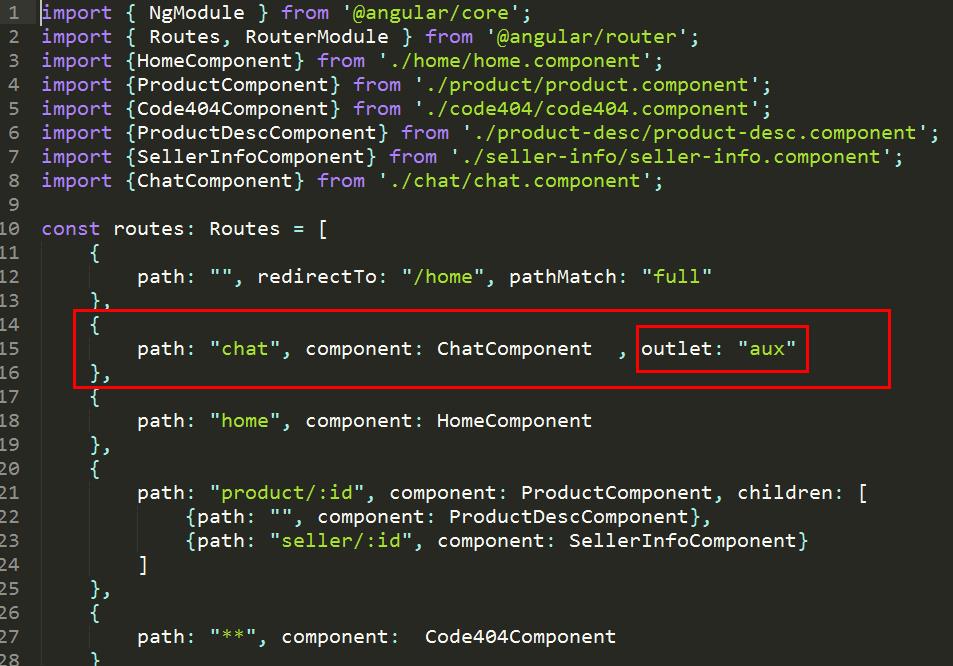 1 import { NgModule } from '@angular/core';
2 import { Routes, RouterModule } from '@angular/router';
3 import {HomeComponent} from './home/home.component';
4 import {ProductComponent} from './product/product.component';
5 import {Code404Component} from './code404/code404.component';
6 import {ProductDescComponent} from './product-desc/product-desc.component';
7 import {SellerInfoComponent} from './seller-info/seller-info.component';
8 import {ChatComponent} from './chat/chat.component';
9
10 const routes: Routes = [
11     {
12         path: "", redirectTo: "/home", pathMatch: "full"
13     },
14     {
15         path: "chat", component: ChatComponent  , outlet: "aux"
16     },
17     {
18         path: "home", component: HomeComponent
19     },
20     {
21         path: "product/:id", component: ProductComponent, children: [
22             {path: "", component: ProductDescComponent},
23             {path: "seller/:id", component: SellerInfoComponent}
24         ]
25     },
26     {
27         path: "**", component:  Code404Component
28     }